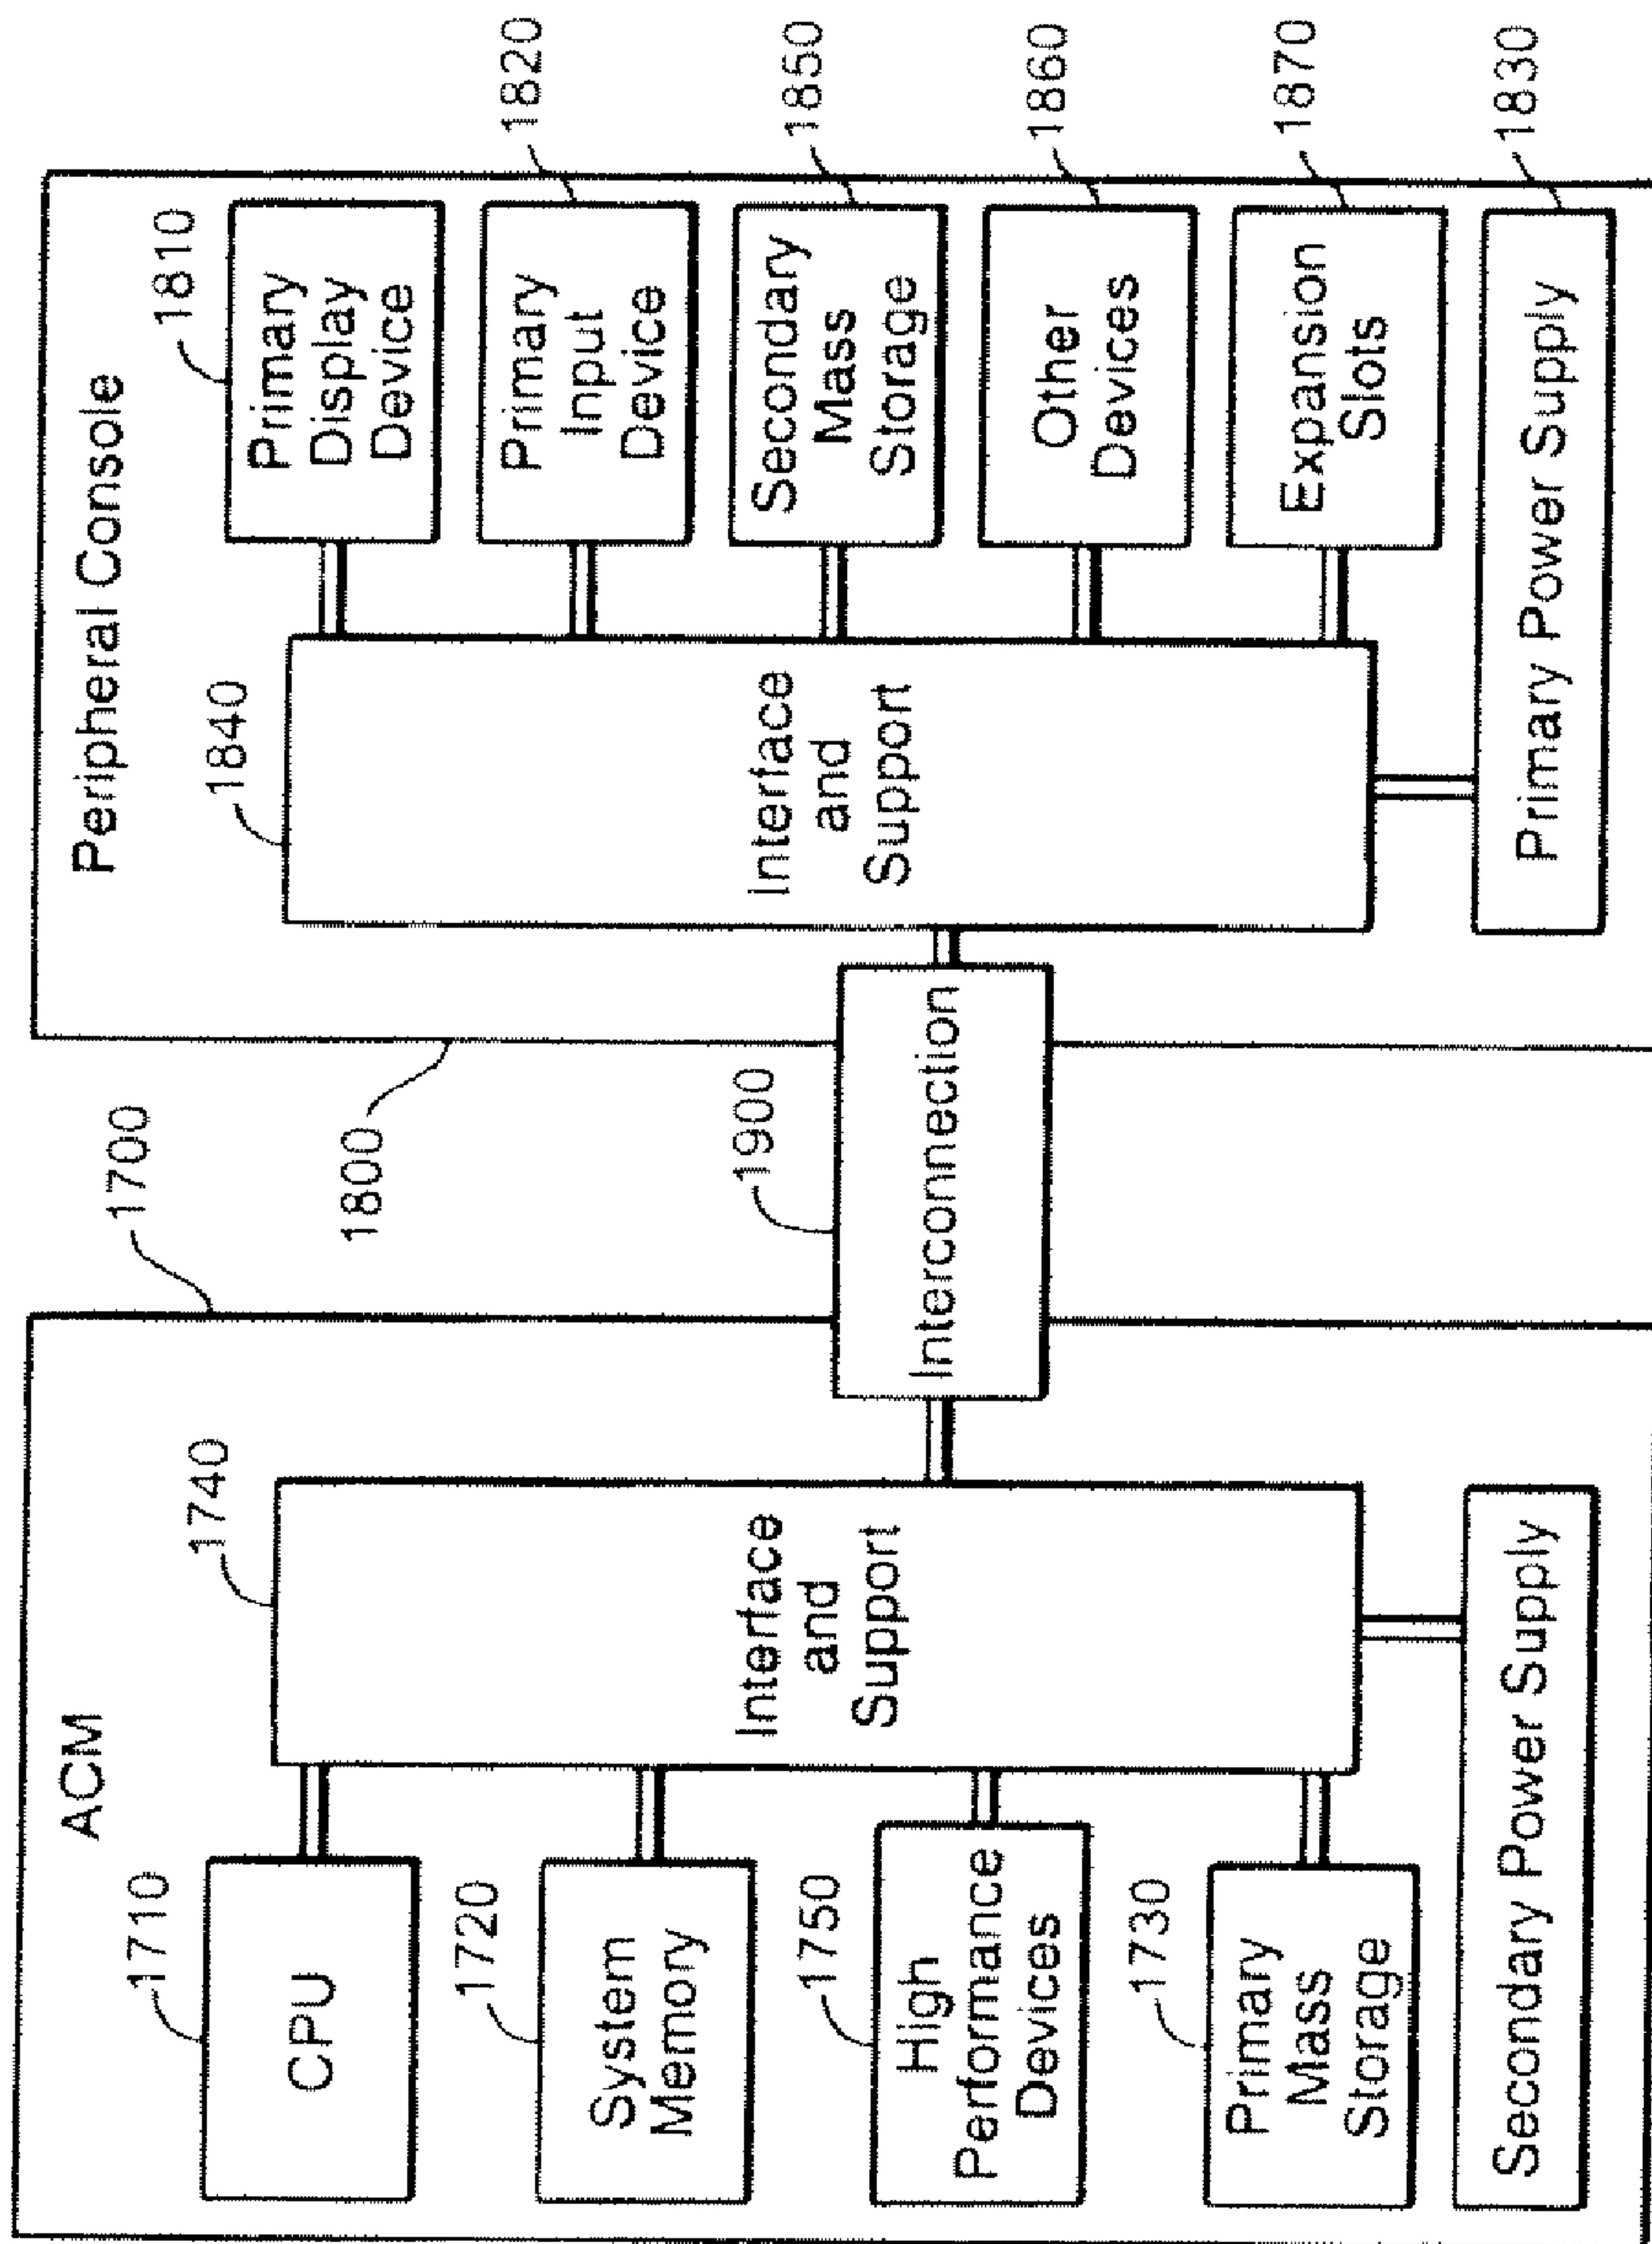 ACM
1700
1710
CPU
1720
System
Memory
1750
High
Performance
Devices
1730
Primary
Mass
Storage
1740
Interface
and
Support
Secondary Power Supply
1900
Interconnection
Peripheral Console
1800
1840
Interface
and
Support
1810
Primary
Display
Device
1820
Primary
Input
Device
1850
Secondary
Mass
Storage
1860
Other
Devices
1870
Expansion
Slots
1830
Primary Power Supply